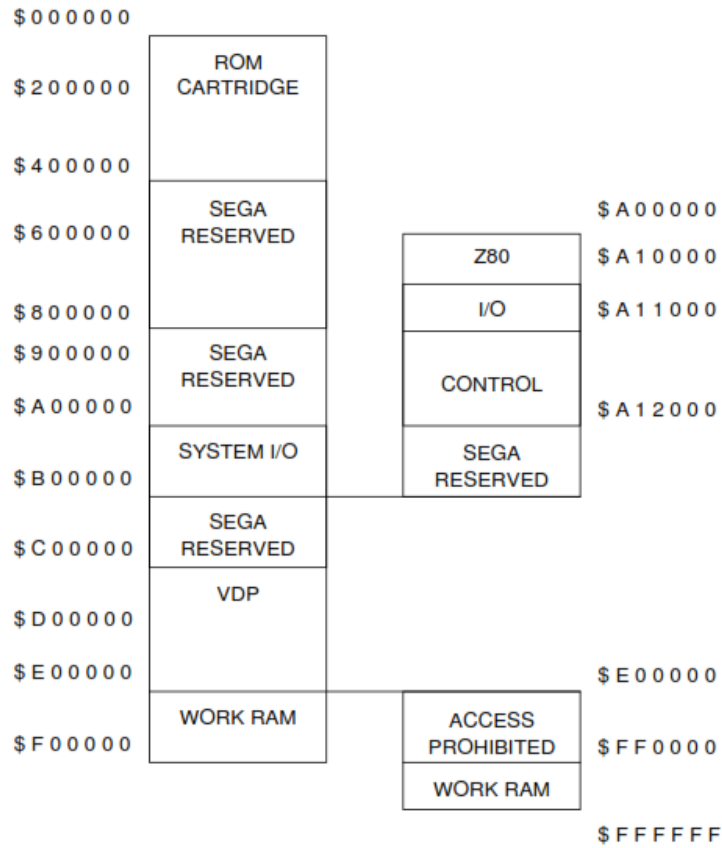 $000000
ROM
CARTRIDGE
$200000
$400000
SEGA
RESERVED
$600000
$800000
$900000
SEGA
RESERVED
$A00000
SYSTEM I/O
$B00000
SEGA
RESERVED
$C00000
VDP
$D00000
$E00000
WORK RAM
$F00000
$A00000
Z80
$A10000
I/O
$A11000
CONTROL
$A12000
SEGA
RESERVED
$E00000
ACCESS
PROHIBITED
$FF0000
WORK RAM
$FFFFFF